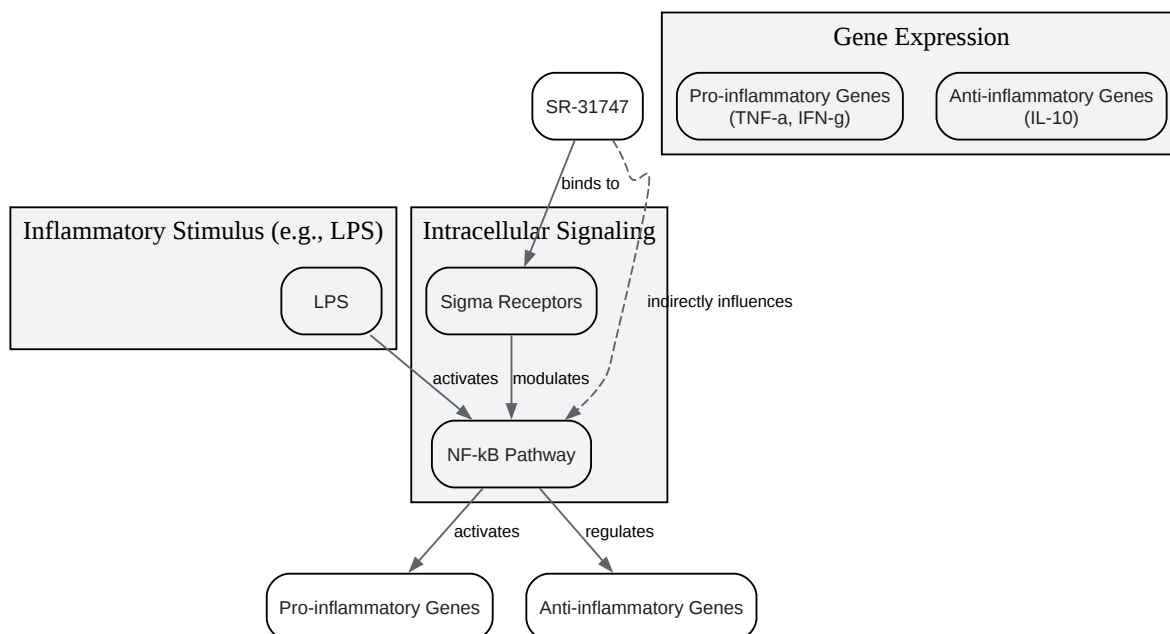 Gene Expression
Pro-inflammatory Genes
(TNF-a, IFN-g)
Anti-inflammatory Genes
(IL-10)
SR-31747
binds to
Inflammatory Stimulus (e.g., LPS)
LPS
Intracellular Signaling
Sigma Receptors
indirectly influences
activates
modulates
NF-kB Pathway
activates
regulates
Pro-inflammatory Genes
Anti-inflammatory Genes